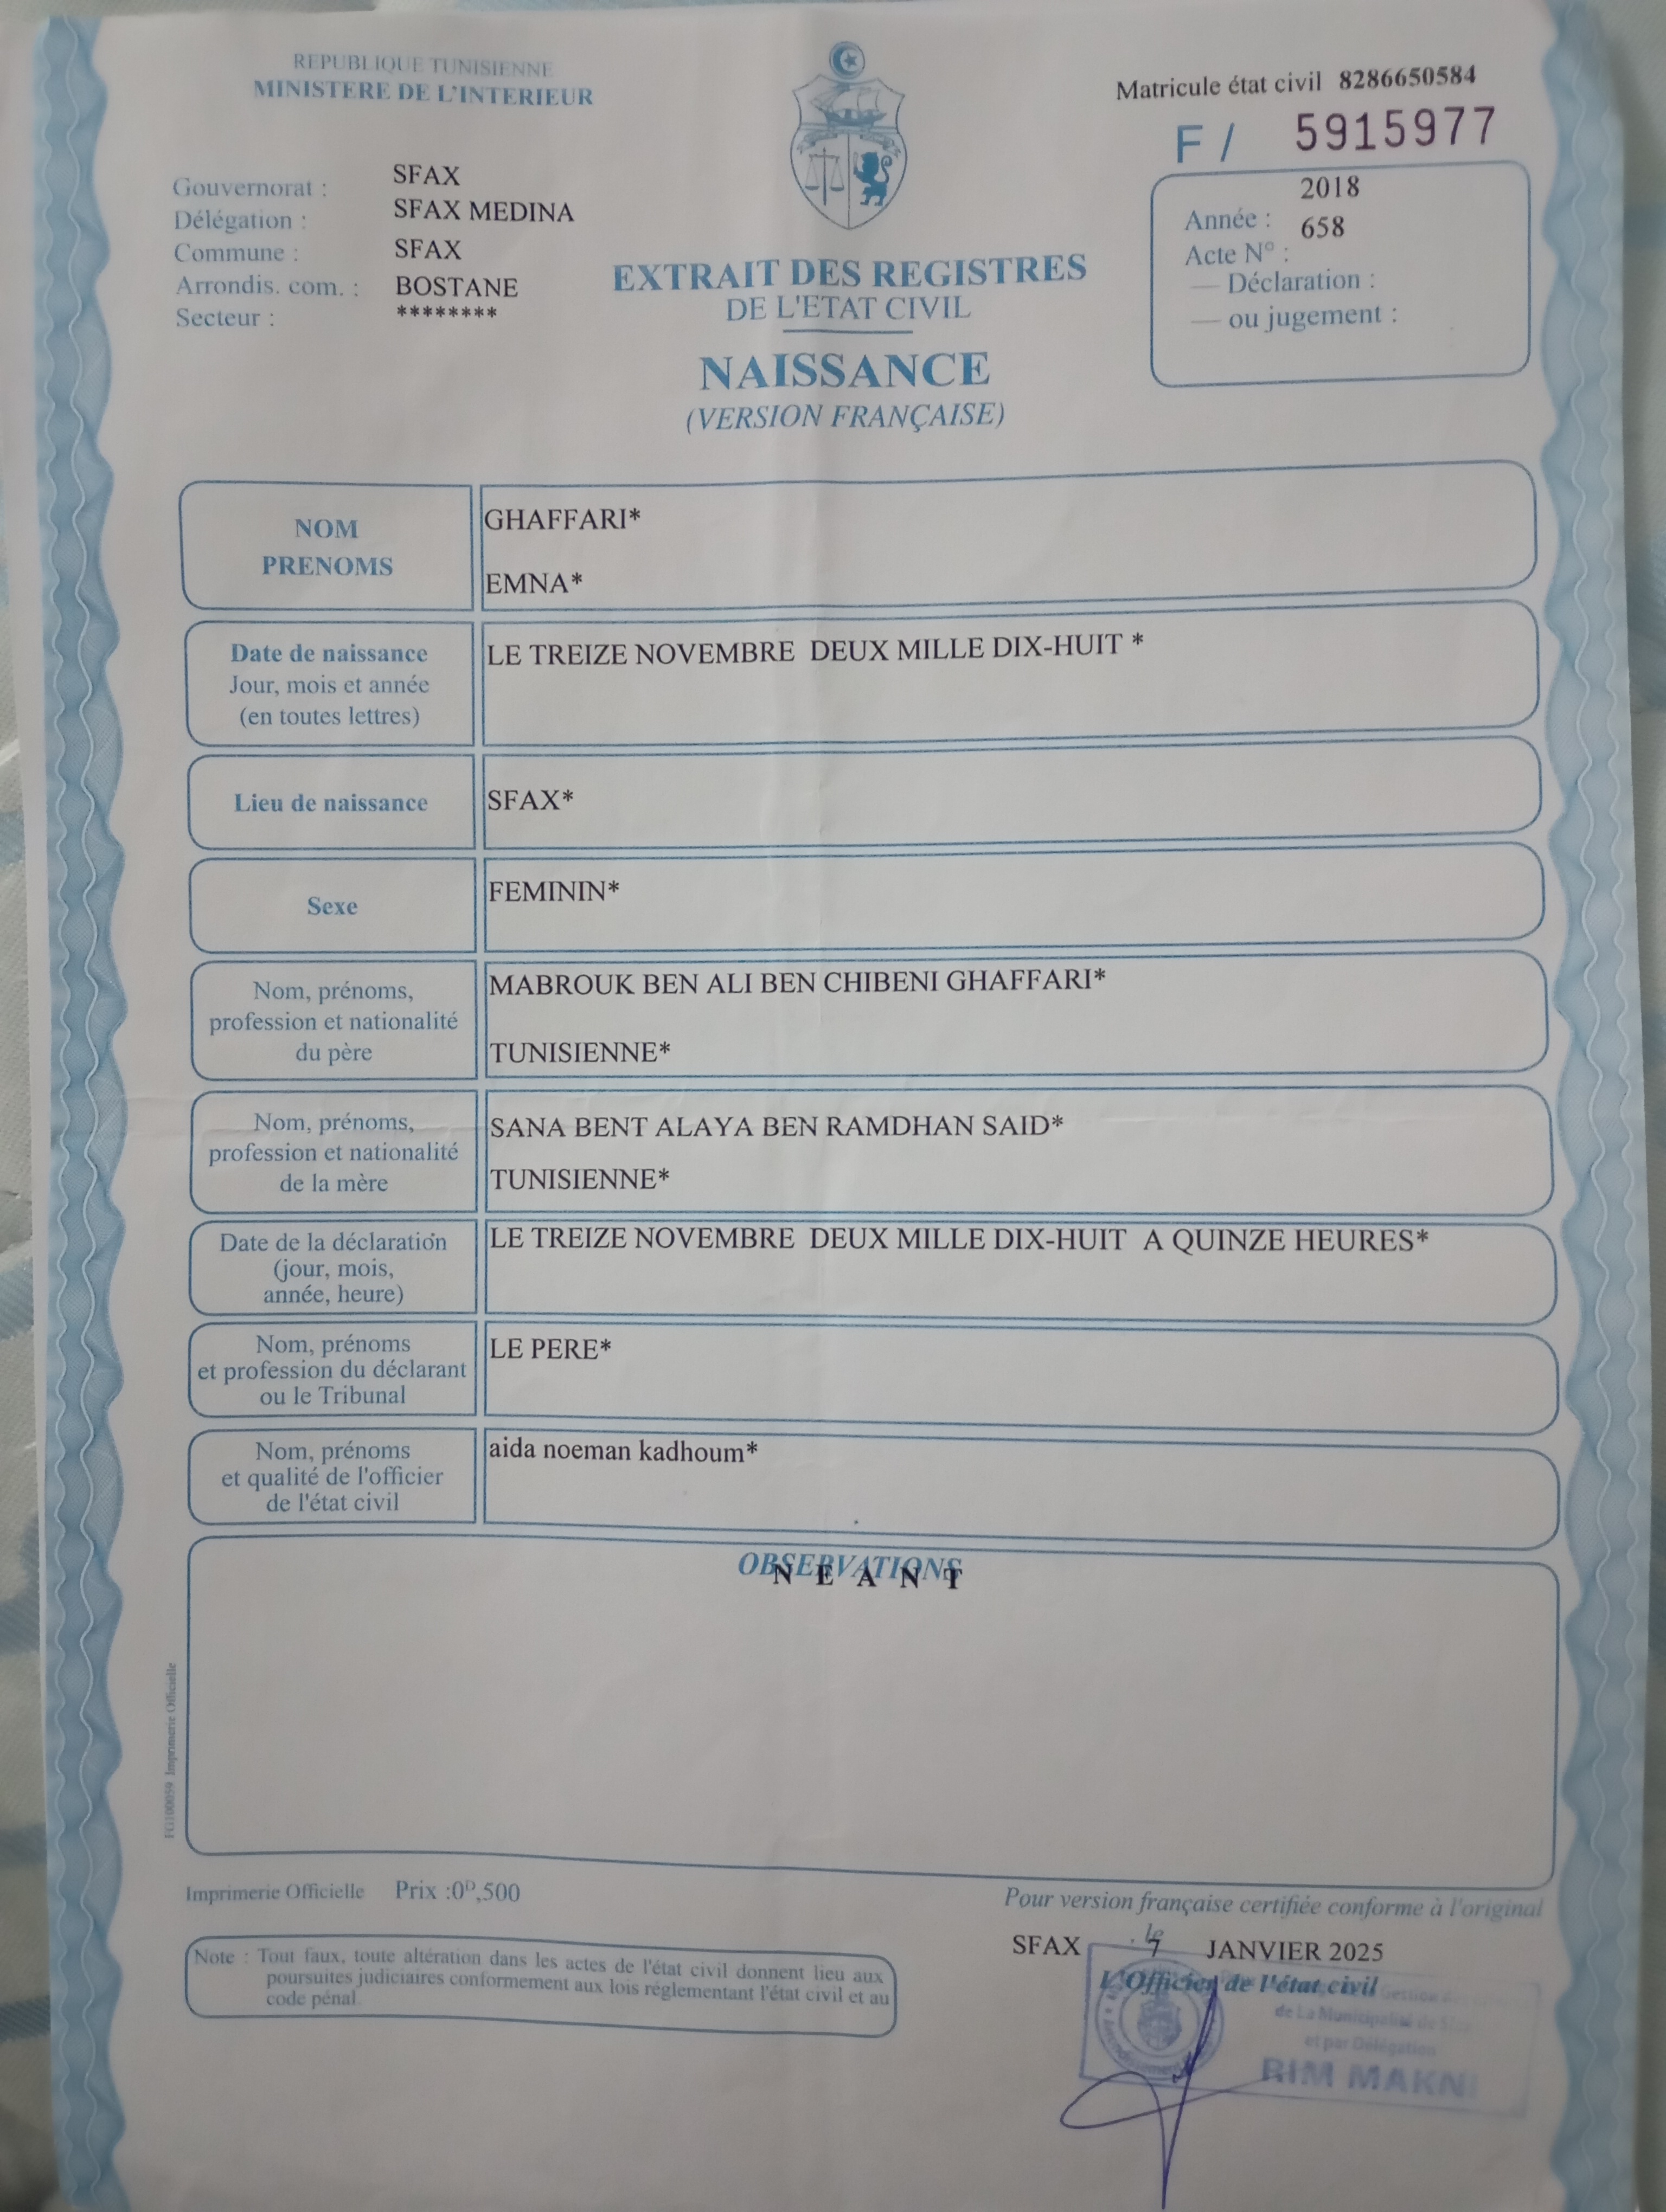 REPUBLIQUE TUNISIENNE
MINISTERE DE L'INTERIEUR
Matricule état civil 8286650584
F / 5915977
Gouvernorat : SFAX
Délégation : SFAX MEDINA
Commune : SFAX
Arrondis. com. : BOSTANE
Secteur : ********
2018
Année :
658
Acte N° :
— Déclaration :
— ou jugement :
EXTRAIT DES REGISTRES
DE L'ETAT CIVIL
NAISSANCE
(VERSION FRANÇAISE)
NOM
PRENOMS
GHAFFARI*
EMNA*
Date de naissance
Jour, mois et année
(en toutes lettres)
LE TREIZE NOVEMBRE DEUX MILLE DIX-HUIT *
Lieu de naissance
SFAX*
Sexe
FEMININ*
Nom, prénoms,
profession et nationalité
du père
MABROUK BEN ALI BEN CHIBENI GHAFFARI*
TUNISIENNE*
Nom, prénoms,
profession et nationalité
de la mère
SANA BENT ALAYA BEN RAMDHAN SAID*
TUNISIENNE*
Date de la déclaration
(jour, mois,
année, heure)
LE TREIZE NOVEMBRE DEUX MILLE DIX-HUIT A QUINZE HEURES*
Nom, prénoms
et profession du déclarant
ou le Tribunal
LE PERE*
Nom, prénoms
et qualité de l'officier
de l'état civil
aida noeman kadhoum*
OBSERVATIONS
N E A N T
FG100059 Imprimerie Officielle
Imprimerie Officielle Prix :0ᴰ,500
Pour version française certifiée conforme à l'original
SFAX le 7 JANVIER 2025
L'Officier de l'état civil
Note : Tout faux, toute altération dans les actes de l'état civil donnent lieu aux
poursuites judiciaires conformement aux lois réglementant l'état civil et au
code pénal
Gestion
de La Municipalité de
et par Délégation
RIM MAKNI